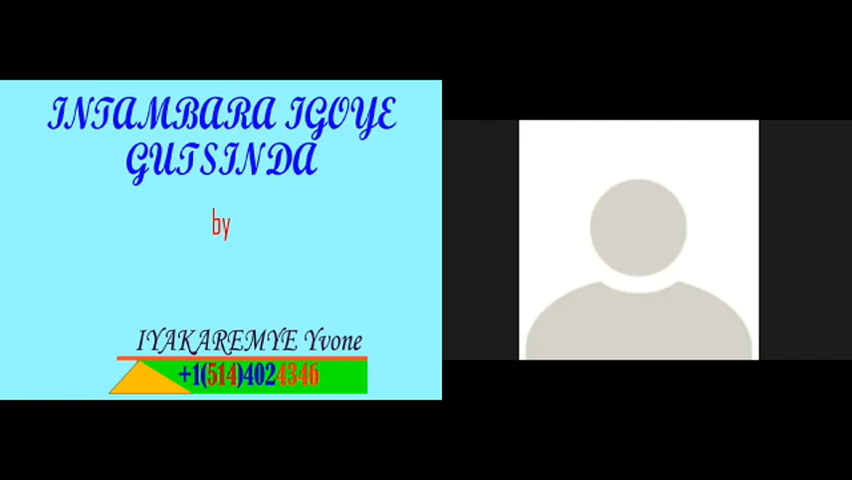 INTAMBARA IGOYE
GUTSINDA
by
IYAKAREMYE Yvone
+1(514)4024346